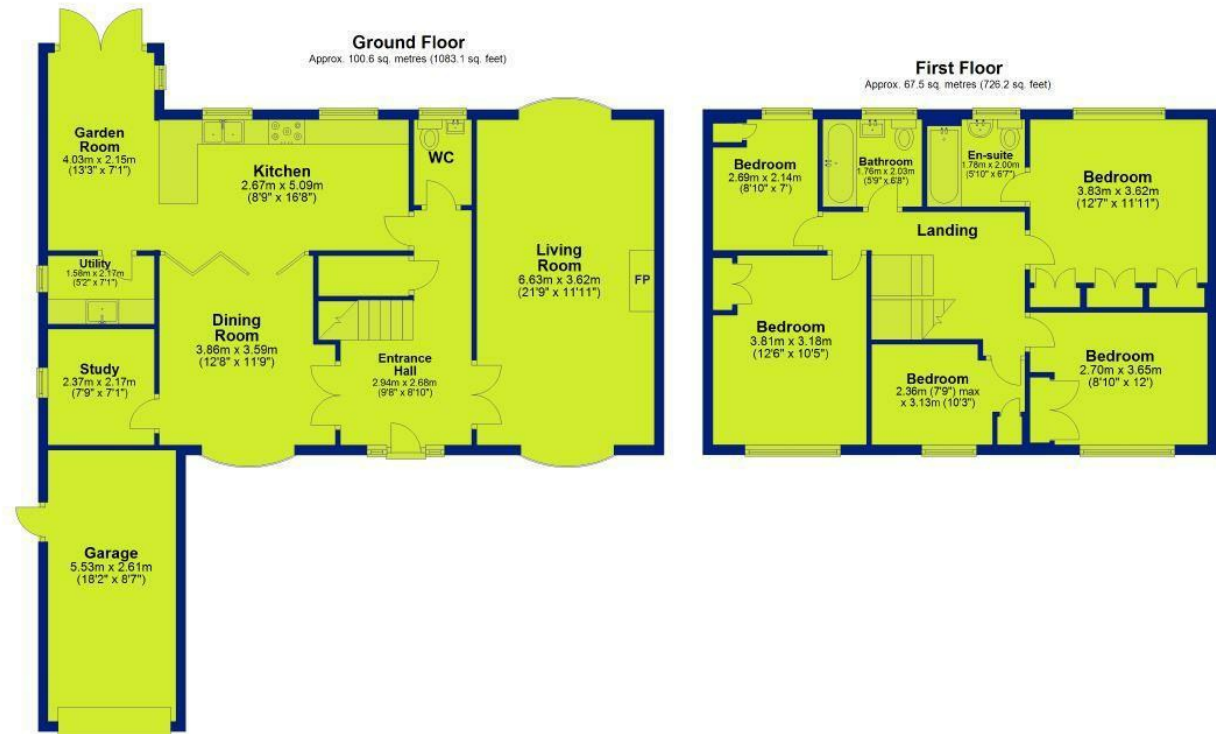 Ground Floor
Approx. 100.6 sq. metres (1083.1 sq. feet)
Garden
Room
4.03m x 2.15m
(13'3" x 7'1")
Kitchen
2.67m x 5.09m
(8'9" x 16'8")
WC
Living
Room
6.63m x 3.62m
(21'9" x 11'11")
FP
Utility
1.58m x 2.17m
(5'2" x 7'1")
Dining
Room
3.86m x 3.59m
(12'8" x 11'9")
Study
2.37m x 2.17m
(7'9" x 7'1")
Entrance
Hall
2.94m x 2.68m
(9'8" x 8'10")
Garage
5.53m x 2.61m
(18'2" x 8'7")
First Floor
Approx. 67.5 sq. metres (726.2 sq. feet)
Bedroom
2.69m x 2.14m
(8'10" x 7')
Bathroom
1.76m x 2.03m
(5'9" x 6'8")
En-suite
1.78m x 2.00m
(5'10" x 6'7")
Bedroom
3.83m x 3.62m
(12'7" x 11'11")
Landing
Bedroom
3.81m x 3.18m
(12'6" x 10'5")
Bedroom
2.36m (7'9") max
x 3.13m (10'3")
Bedroom
2.70m x 3.65m
(8'10" x 12')